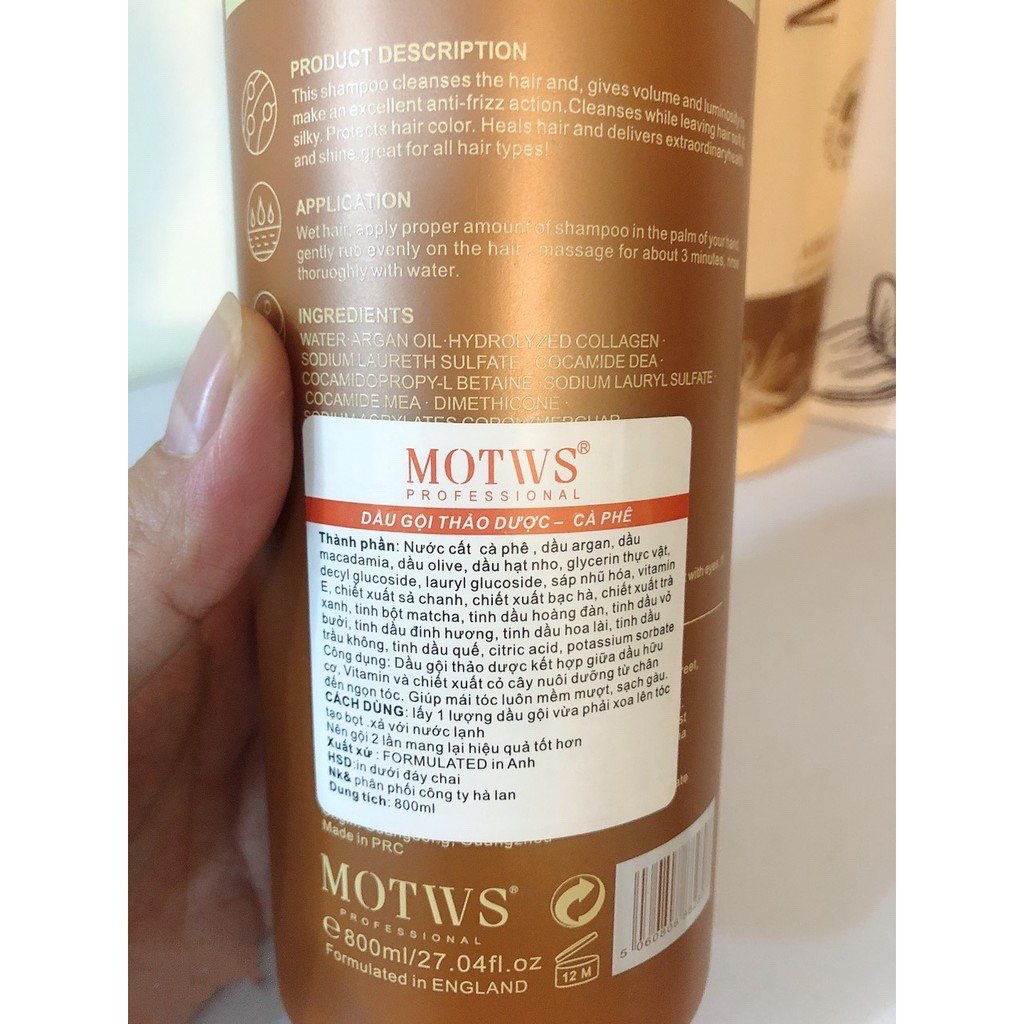 PRODUCT DESCRIPTION
This shampoo cleanses the hair and, gives volume and luminosity to
make an excellent anti-frizz action.Cleanses while leaving hair soft &
silky. Protects hair color. Heals hair and delivers extraordinary
and shine,great for all hair types!
APPLICATION
Wet hair, apply proper amount of shampoo in the palm of your hand,
gently rub evenly on the hair massage for about 3 minutes, rinse
thoruoghly with water.
INGREDIENTS
WATER·ARGAN OIL·HYDROLYZED COLLAGEN·
SODIUM LAURETH SULFATE· COCAMIDE DEA·
COCAMIDOPROPY-L BETAINE·SODIUM LAURYL SULFATE·
COCAMIDE MEA · DIMETHICONE ·
MOTWS®
PROFESSIONAL
DẦU GỘI THẢO DƯỢC – CÀ PHÊ
Thành phần: Nước cất cà phê , dầu argan, dầu
macadamia, dầu olive, dầu hạt nho, glycerin thực vật,
decyl glucoside, lauryl glucoside, sáp nhũ hóa, vitamin
E, chiết xuất sả chanh, chiết xuất bạc hà, chiết xuất trà
xanh, tinh bột matcha, tinh dầu hoàng đàn, tinh dầu vỏ
bưởi, tinh dầu đinh hương, tinh dầu hoa lài, tinh dầu
trầu không, tinh dầu quế, citric acid, potassium sorbate
Công dụng: Dầu gội thảo dược kết hợp giữa dầu hữu
cơ, Vitamin và chiết xuất cỏ cây nuôi dưỡng từ chân
đến ngọn tóc. Giúp mái tóc luôn mềm mượt, sạch gàu.
CÁCH DÙNG: lấy 1 lượng dầu gội vừa phải xoa lên tóc
tạo bọt .xả với nước lạnh
Nên gội 2 lần mang lại hiệu quả tốt hơn
Xuất xứ : FORMULATED in Anh
HSD:in dưới đáy chai
Nk& phân phối công ty hà lan
Dung tích: 800ml
with eyes.
Made in PRC
MOTWS®
PROFESSIONAL
℮800ml/27.04fl.oz
Formulated in ENGLAND
12 M